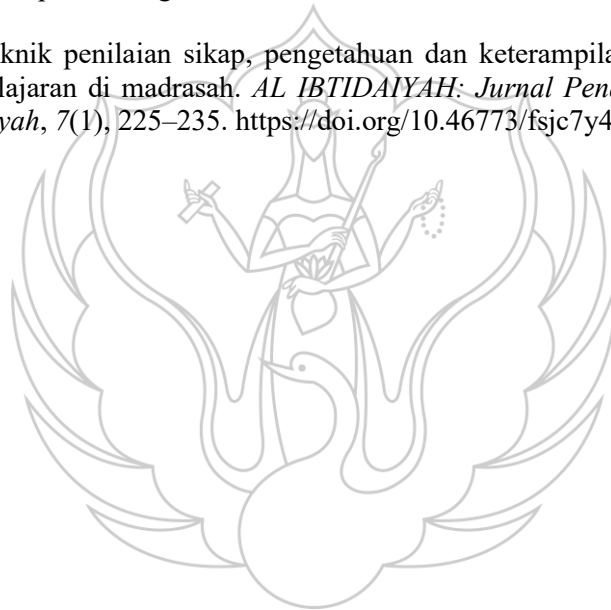 knik penilaian sikap, pengetahuan dan keterampila
lajaran di madrasah. AL IBTIDAIYAH: Jurnal Pend
yah, 7(1), 225–235. https://doi.org/10.46773/fsjc7y4